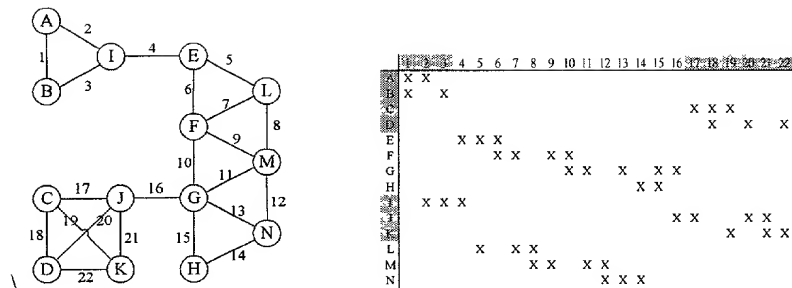 A
2
1
I
4
E
5
3
B
6
7
L
F
8
9
10
11
M
C
17
J
16
G
12
19
20
13
18
21
15
N
D
K
14
22
H
1 2 3 4 5 6 7 8 9 10 11 12 13 14 15 16 17 18 19 20 21 22
A X X
B X X
C X X X
D X X X
E X X X
F X X X X
G X X X X X
H X X
I X X X
J X X X X
K X X X
L X X X
M X X X X
N X X X